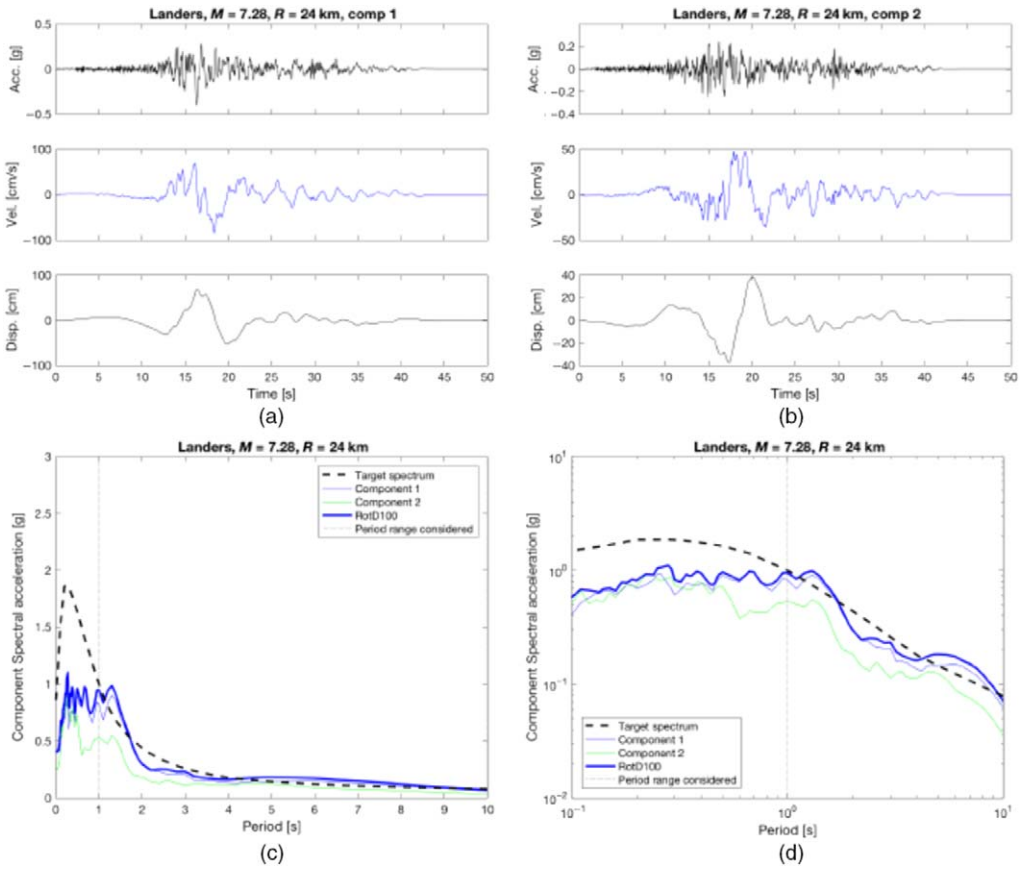 Landers, M = 7.28, R = 24 km, comp 1
Acc. [g]
0.5
0
−0.5
Vel. [cm/s]
100
0
−100
Disp. [cm]
100
0
−100
0 5 10 15 20 25 30 35 40 45 50
Time [s]
(a)
Landers, M = 7.28, R = 24 km, comp 2
Acc. [g]
0.2
0
−0.2
−0.4
Vel. [cm/s]
50
0
−50
Disp. [cm]
40
20
0
−20
−40
0 5 10 15 20 25 30 35 40 45 50
Time [s]
(b)
Landers, M = 7.28, R = 24 km
Component Spectral acceleration [g]
3
2.5
2
1.5
1
0.5
0
Target spectrum
Component 1
Component 2
RotD100
Period range considered
0 1 2 3 4 5 6 7 8 9 10
Period [s]
(c)
Landers, M = 7.28, R = 24 km
Component Spectral acceleration [g]
10¹
10⁰
10⁻¹
10⁻²
Target spectrum
Component 1
Component 2
RotD100
Period range considered
10⁻¹ 10⁰ 10¹
Period [s]
(d)